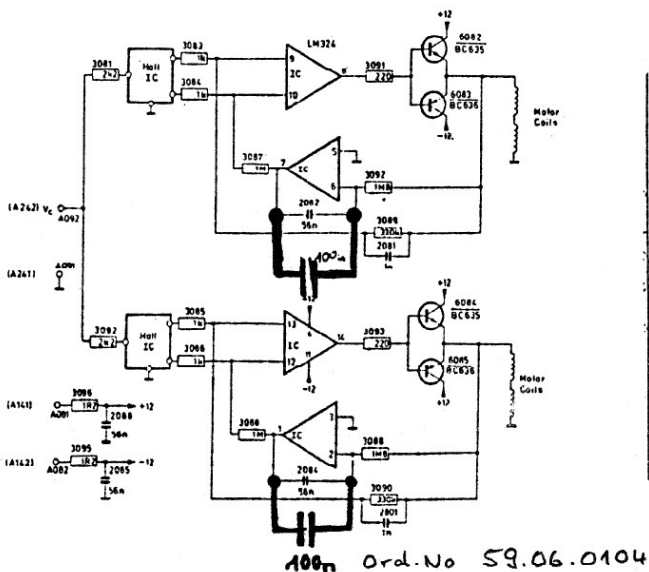 +12
6082
BC635
LM324
3081
2k2
Hall
IC
3083
1k
3084
1k
9
IC
10
8
3091
220
6083
BC636
-12
Motor
Coils
3087
1M
7
IC
5
6
3092
1M8
2082
56n
3089
330k
2081
100n
(A242) Vc
A092
(A241)
A091
+12
3082
2k2
Hall
IC
3085
1k
3086
1k
13
4
IC
12
11
14
-12
3093
220
+12
6084
BC635
6085
BC636
+12
Motor
Coils
(A141)
A081
3096
1R2
+12
2088
56n
(A142)
A082
3095
1R2
-12
2085
56n
3088
1M
1
IC
3
2
3088
1M8
2084
56n
3090
330k
2801
1n
100n Ord.No 59.06.0104